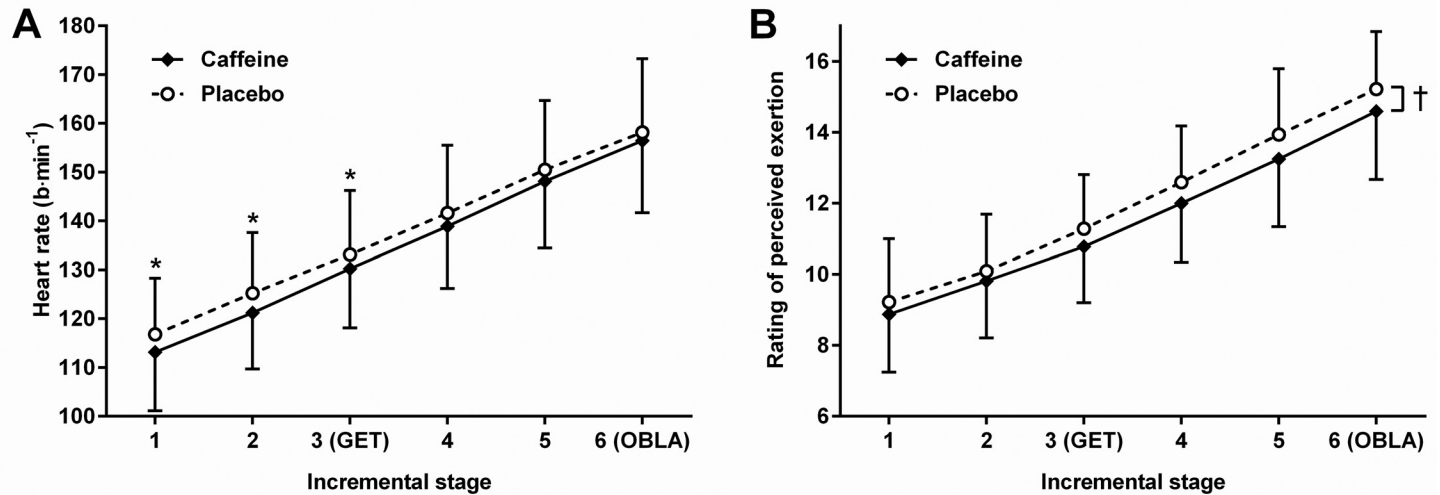 A
Heart rate (b·min⁻¹)
180
170
160
150
140
130
120
110
100
Caffeine
Placebo
*
*
*
1
2
3 (GET)
4
5
6 (OBLA)
Incremental stage
B
Rating of perceived exertion
16
14
12
10
8
6
Caffeine
Placebo
†
1
2
3 (GET)
4
5
6 (OBLA)
Incremental stage